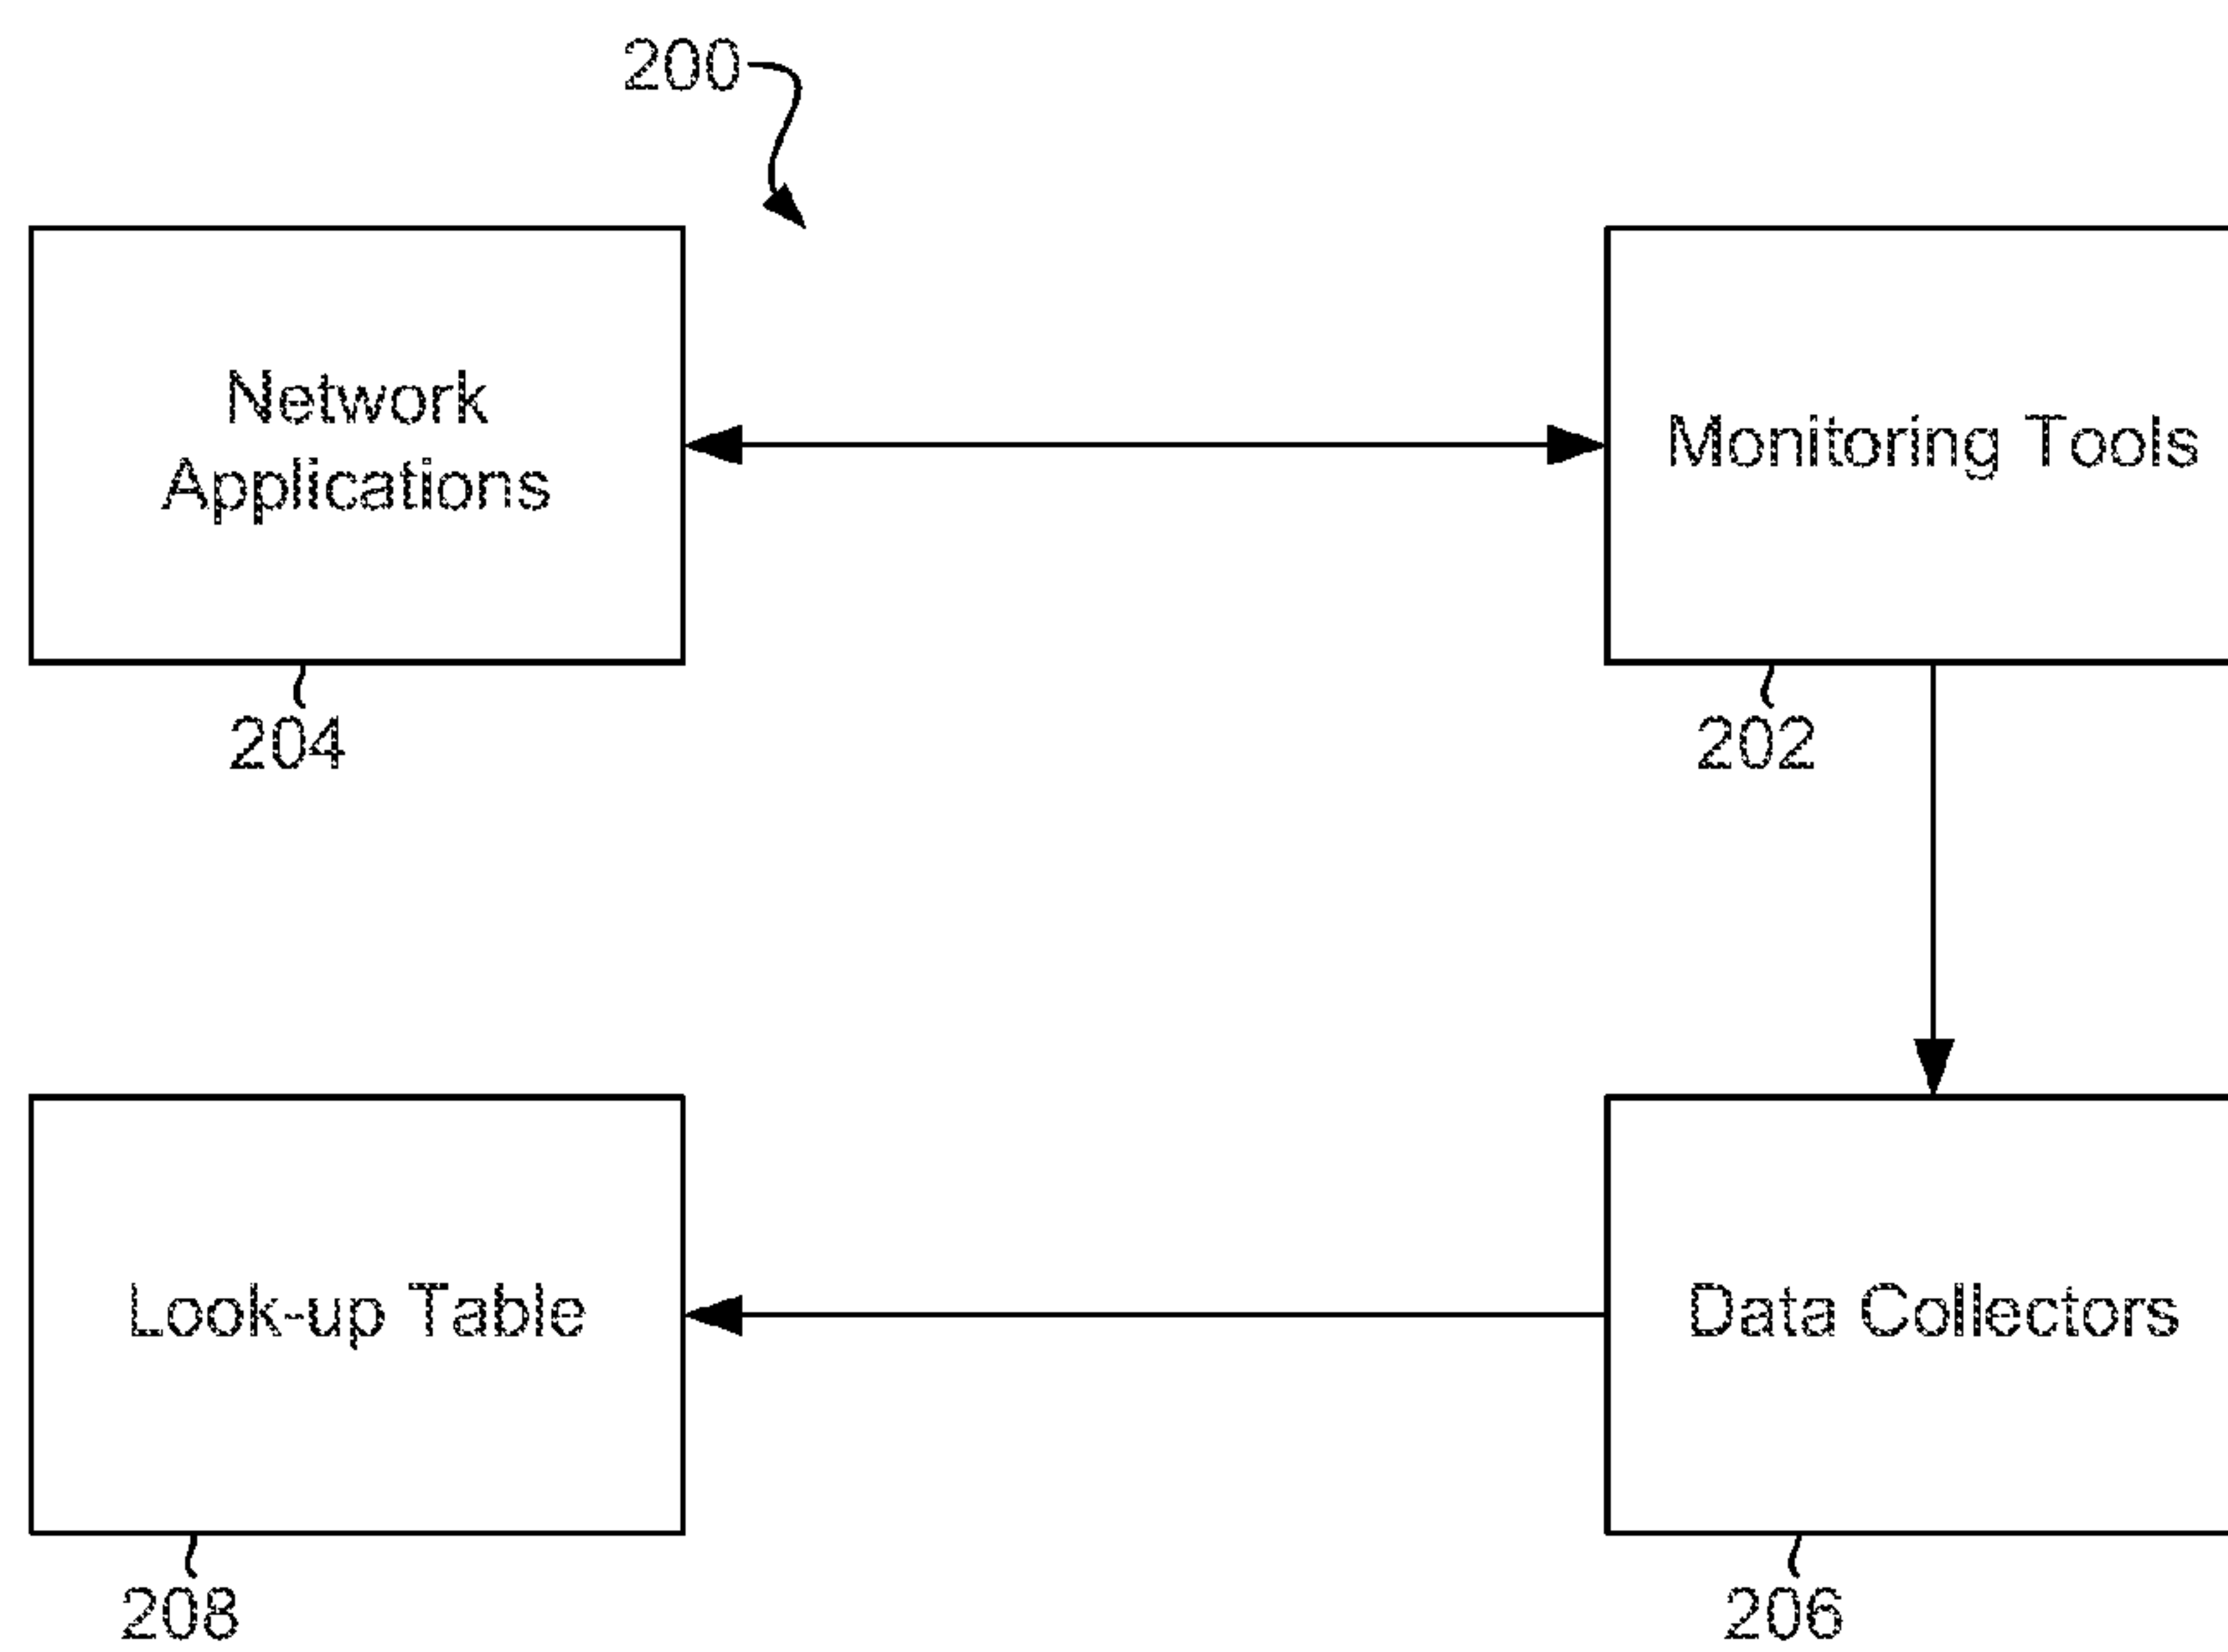 200
Network
Applications
Monitoring Tools
204
202
Look-up Table
Data Collectors
208
206